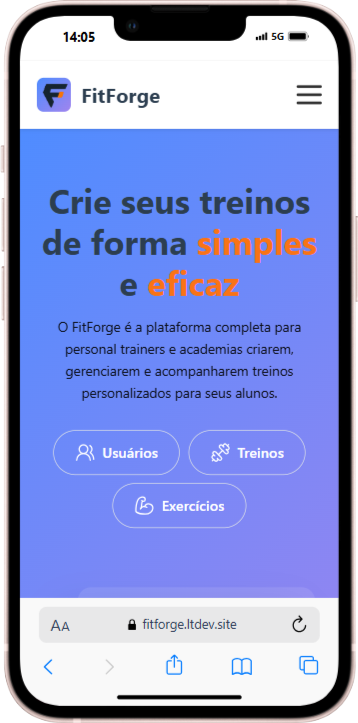 14:05
5G
FitForge
Crie seus treinos
de forma simples
e eficaz
O FitForge é a plataforma completa para
personal trainers e academias criarem,
gerenciarem e acompanharem treinos
personalizados para seus alunos.
Usuários
Treinos
Exercícios
AA
fitforge.ltdev.site